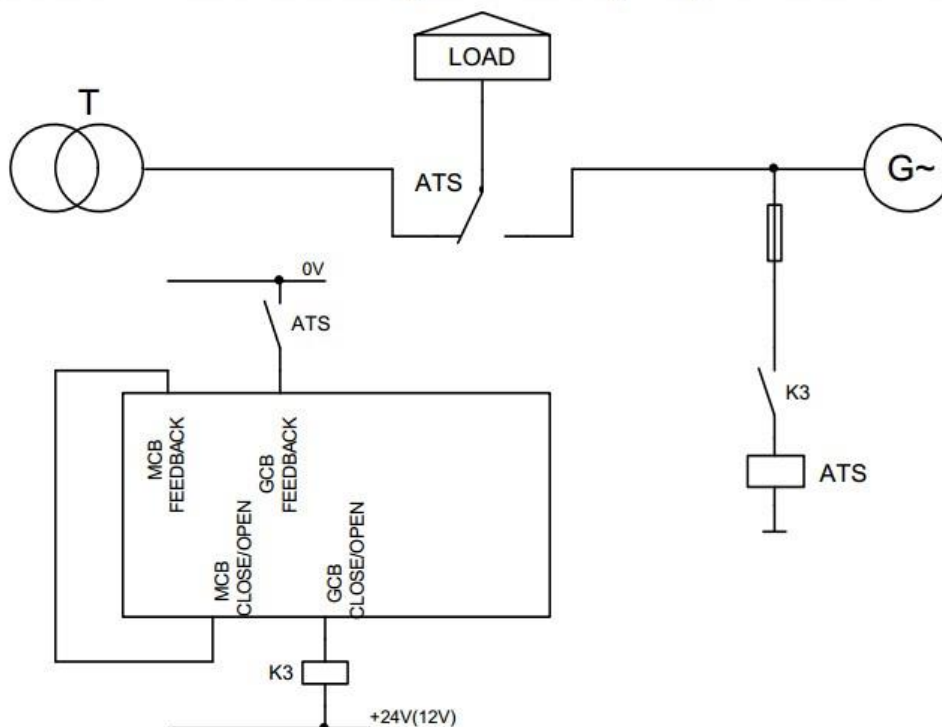 LOAD
T
ATS
G~
0V
ATS
K3
MCB
FEEDBACK
GCB
FEEDBACK
ATS
MCB
CLOSE/OPEN
GCB
CLOSE/OPEN
K3
+24V(12V)